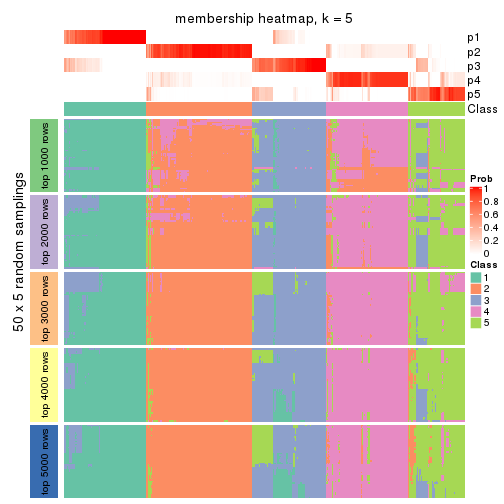 membership heatmap, k = 5
p1
p2
p3
p4
p5
Class
50 x 5 random samplings
top 1000 rows
top 2000 rows
top 3000 rows
top 4000 rows
top 5000 rows
Prob
1
0.8
0.6
0.4
0.2
0
Class
1
2
3
4
5